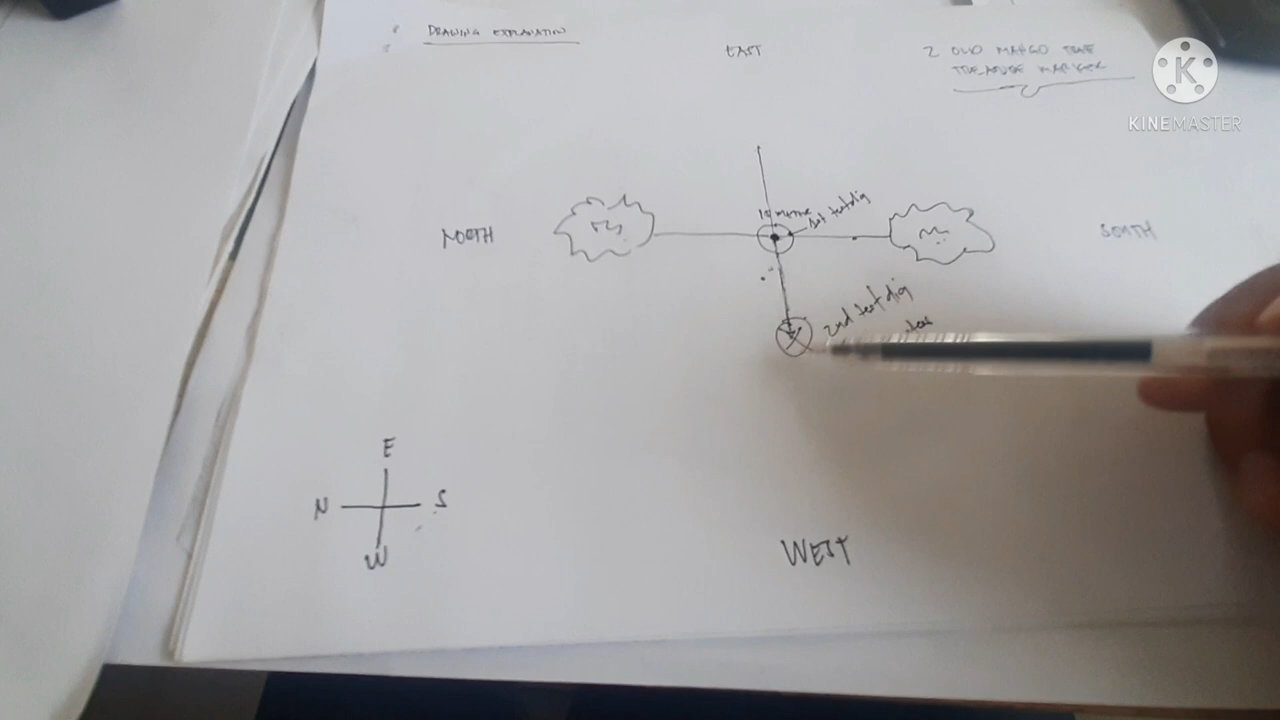 DRAWING EXPLANATION
EAST
2 OLD MANGO TREE
TREASURE MARKER
KINEMASTER
1st test dig
NORTH
SOUTH
2nd test dig
E
N
S
W
WEST